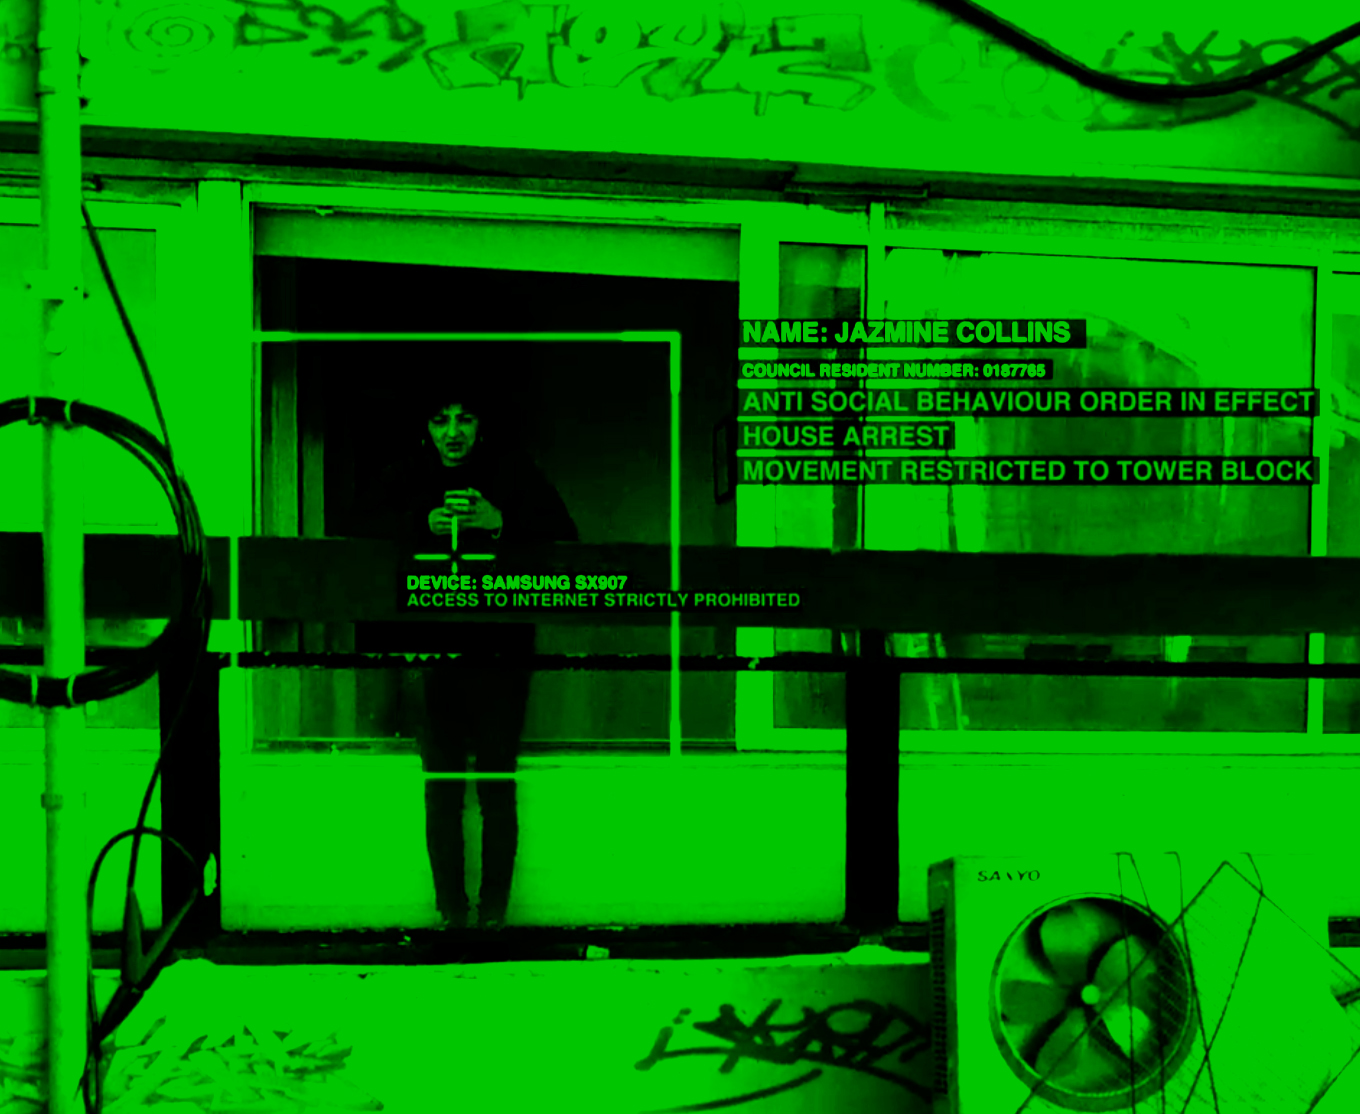 NAME: JAZMINE COLLINS
COUNCIL RESIDENT NUMBER: 0187765
ANTI SOCIAL BEHAVIOUR ORDER IN EFFECT
HOUSE ARREST
MOVEMENT RESTRICTED TO TOWER BLOCK
DEVICE: SAMSUNG SX907
ACCESS TO INTERNET STRICTLY PROHIBITED
SANYO